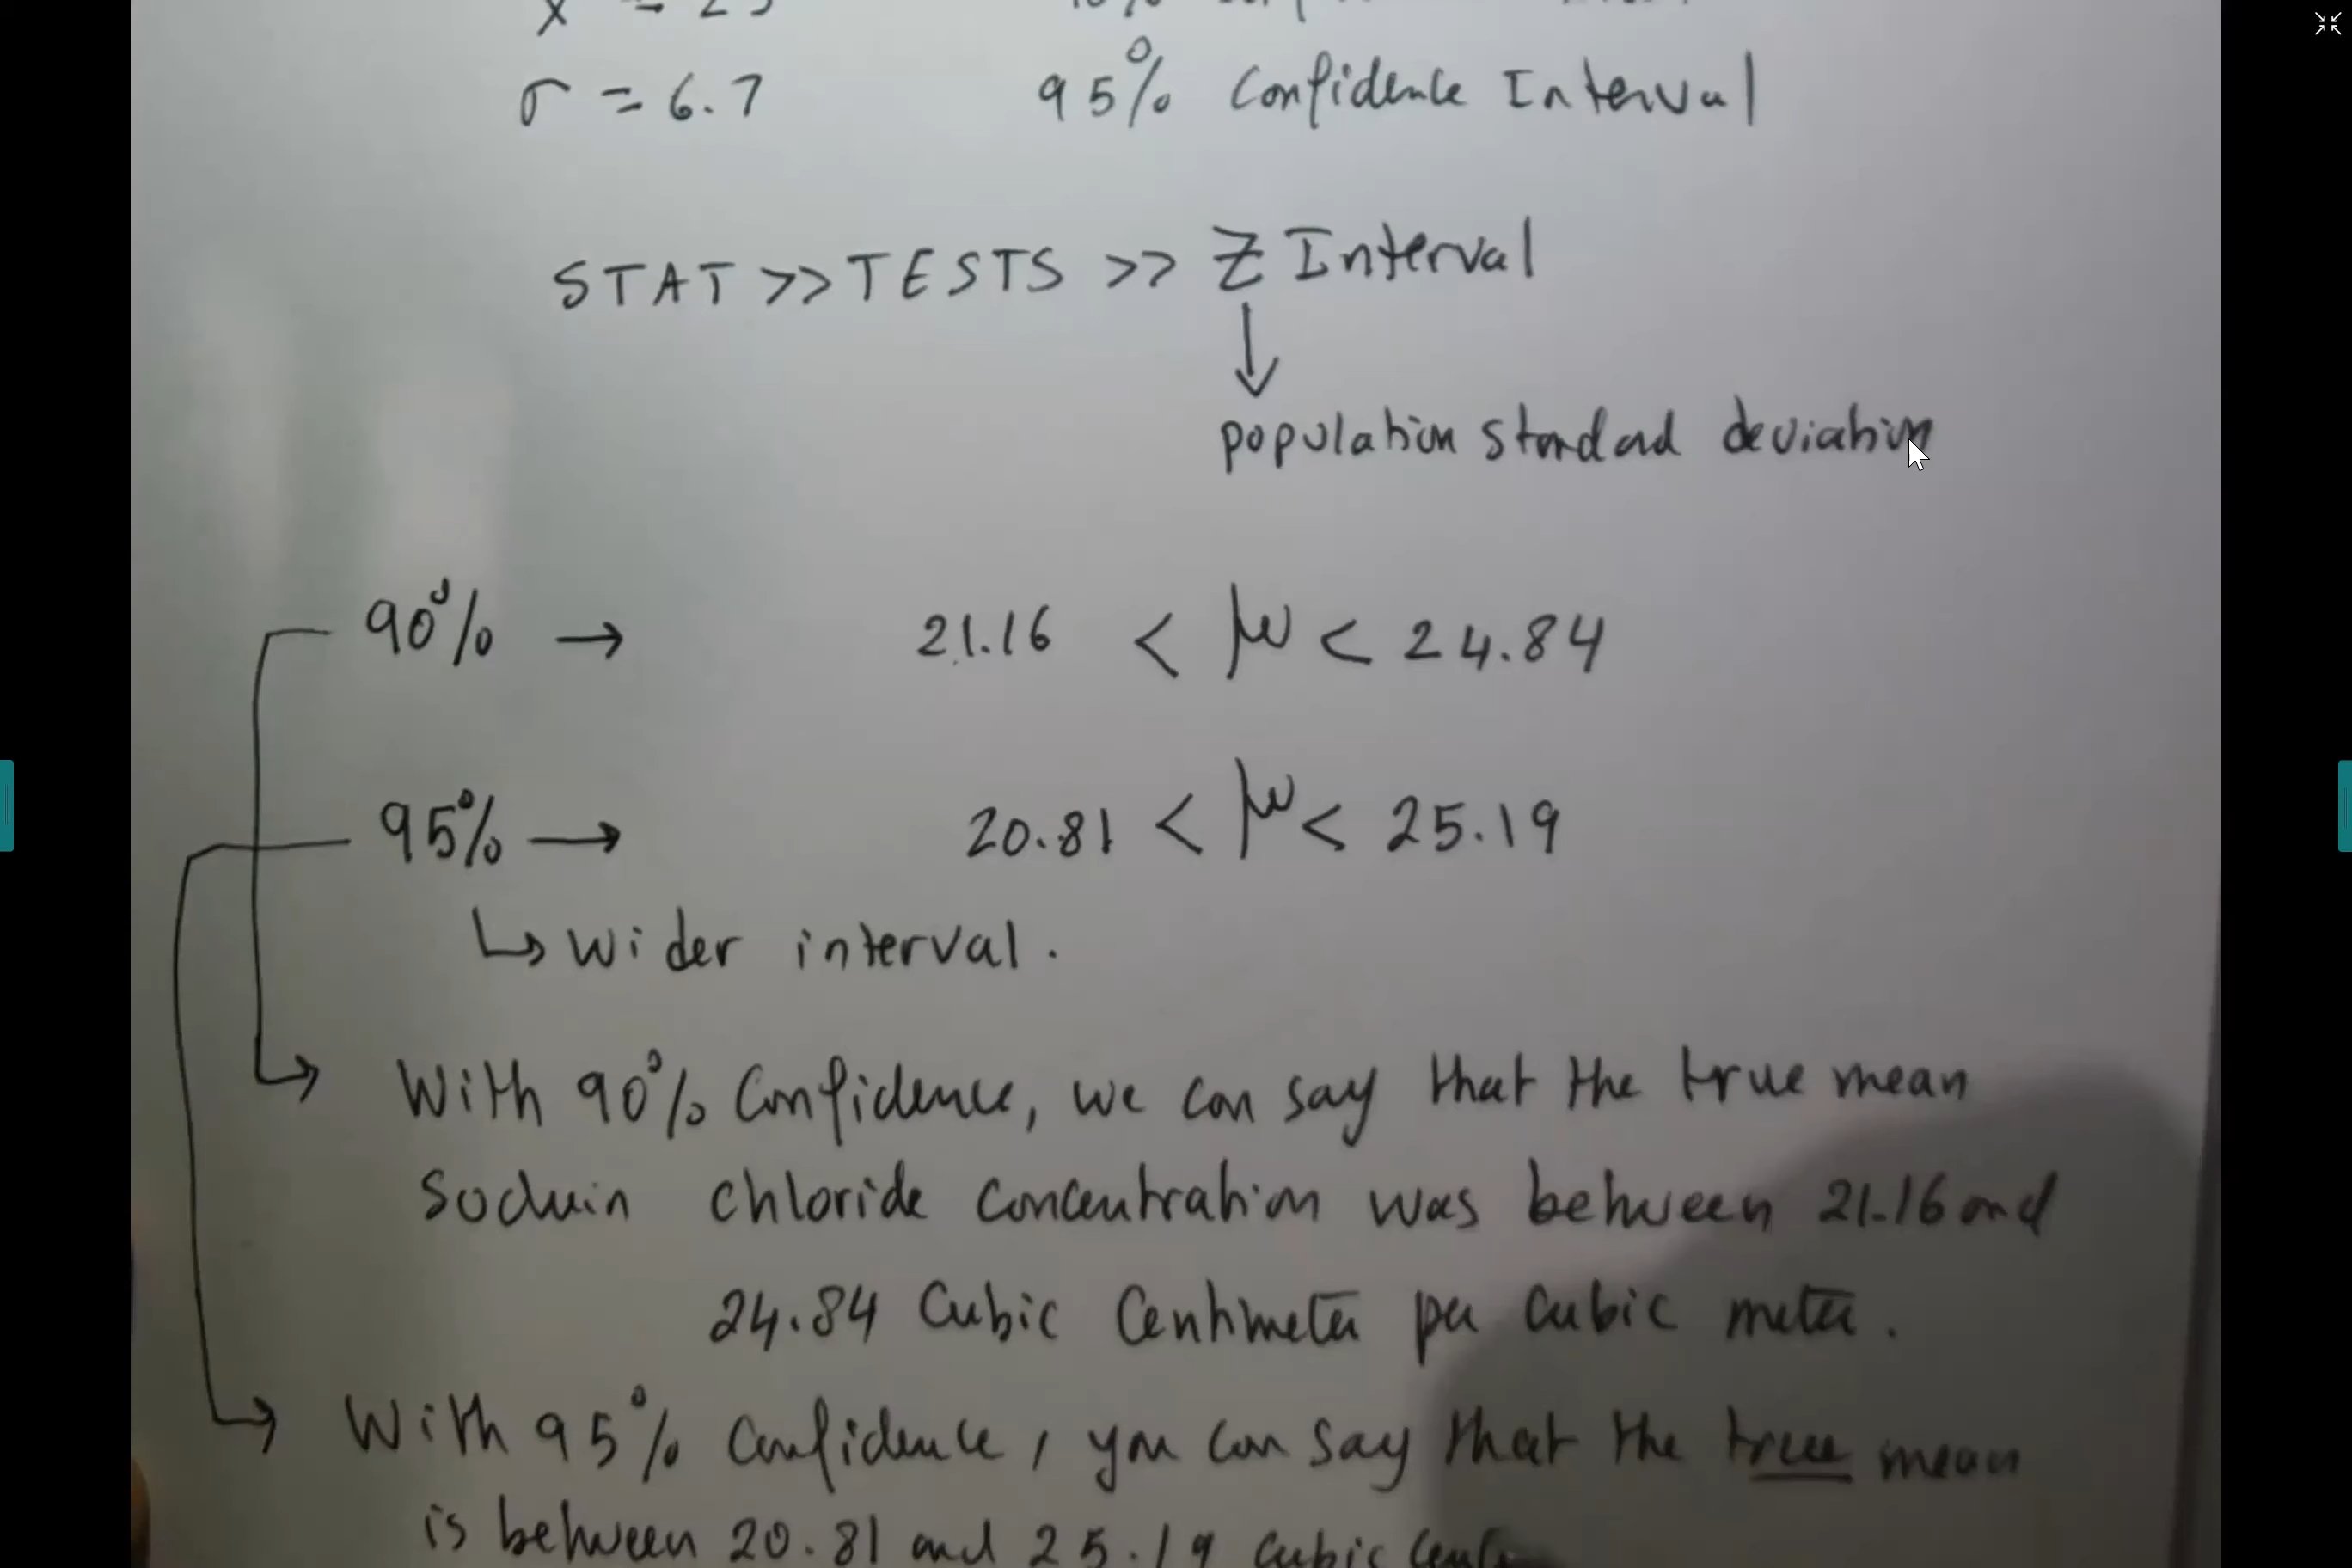 x̄ = 23
σ = 6.7
95% Confidence Interval
STAT >> TESTS >> Z Interval
↓
population standard deviation
90% → 21.16 < μ < 24.84
95% → 20.81 < μ < 25.19
↳ wider interval.
With 90% Confidence, we can say that the true mean
Sodium chloride concentration was between 21.16 and
24.84 Cubic Centimeter per cubic meter.
With 95% Confidence, you can say that the true mean
is between 20.81 and 25.19 cubic